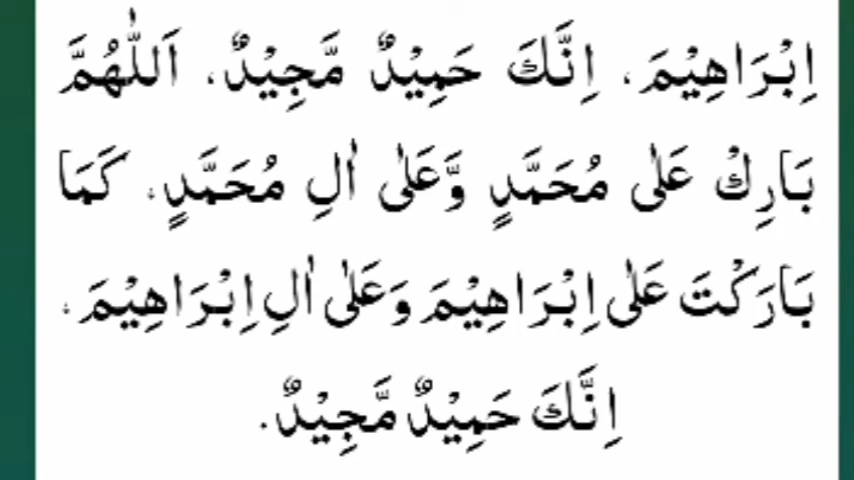 اِبْرَاهِيْمَ، اِنَّكَ حَمِيْدٌ مَّجِيْدٌ، اَللّٰهُمَّ
بَارِكْ عَلٰى مُحَمَّدٍ وَّعَلٰى اٰلِ مُحَمَّدٍ، كَمَا
بَارَكْتَ عَلٰى اِبْرَاهِيْمَ وَعَلٰى اٰلِ اِبْرَاهِيْمَ،
اِنَّكَ حَمِيْدٌ مَّجِيْدٌ.